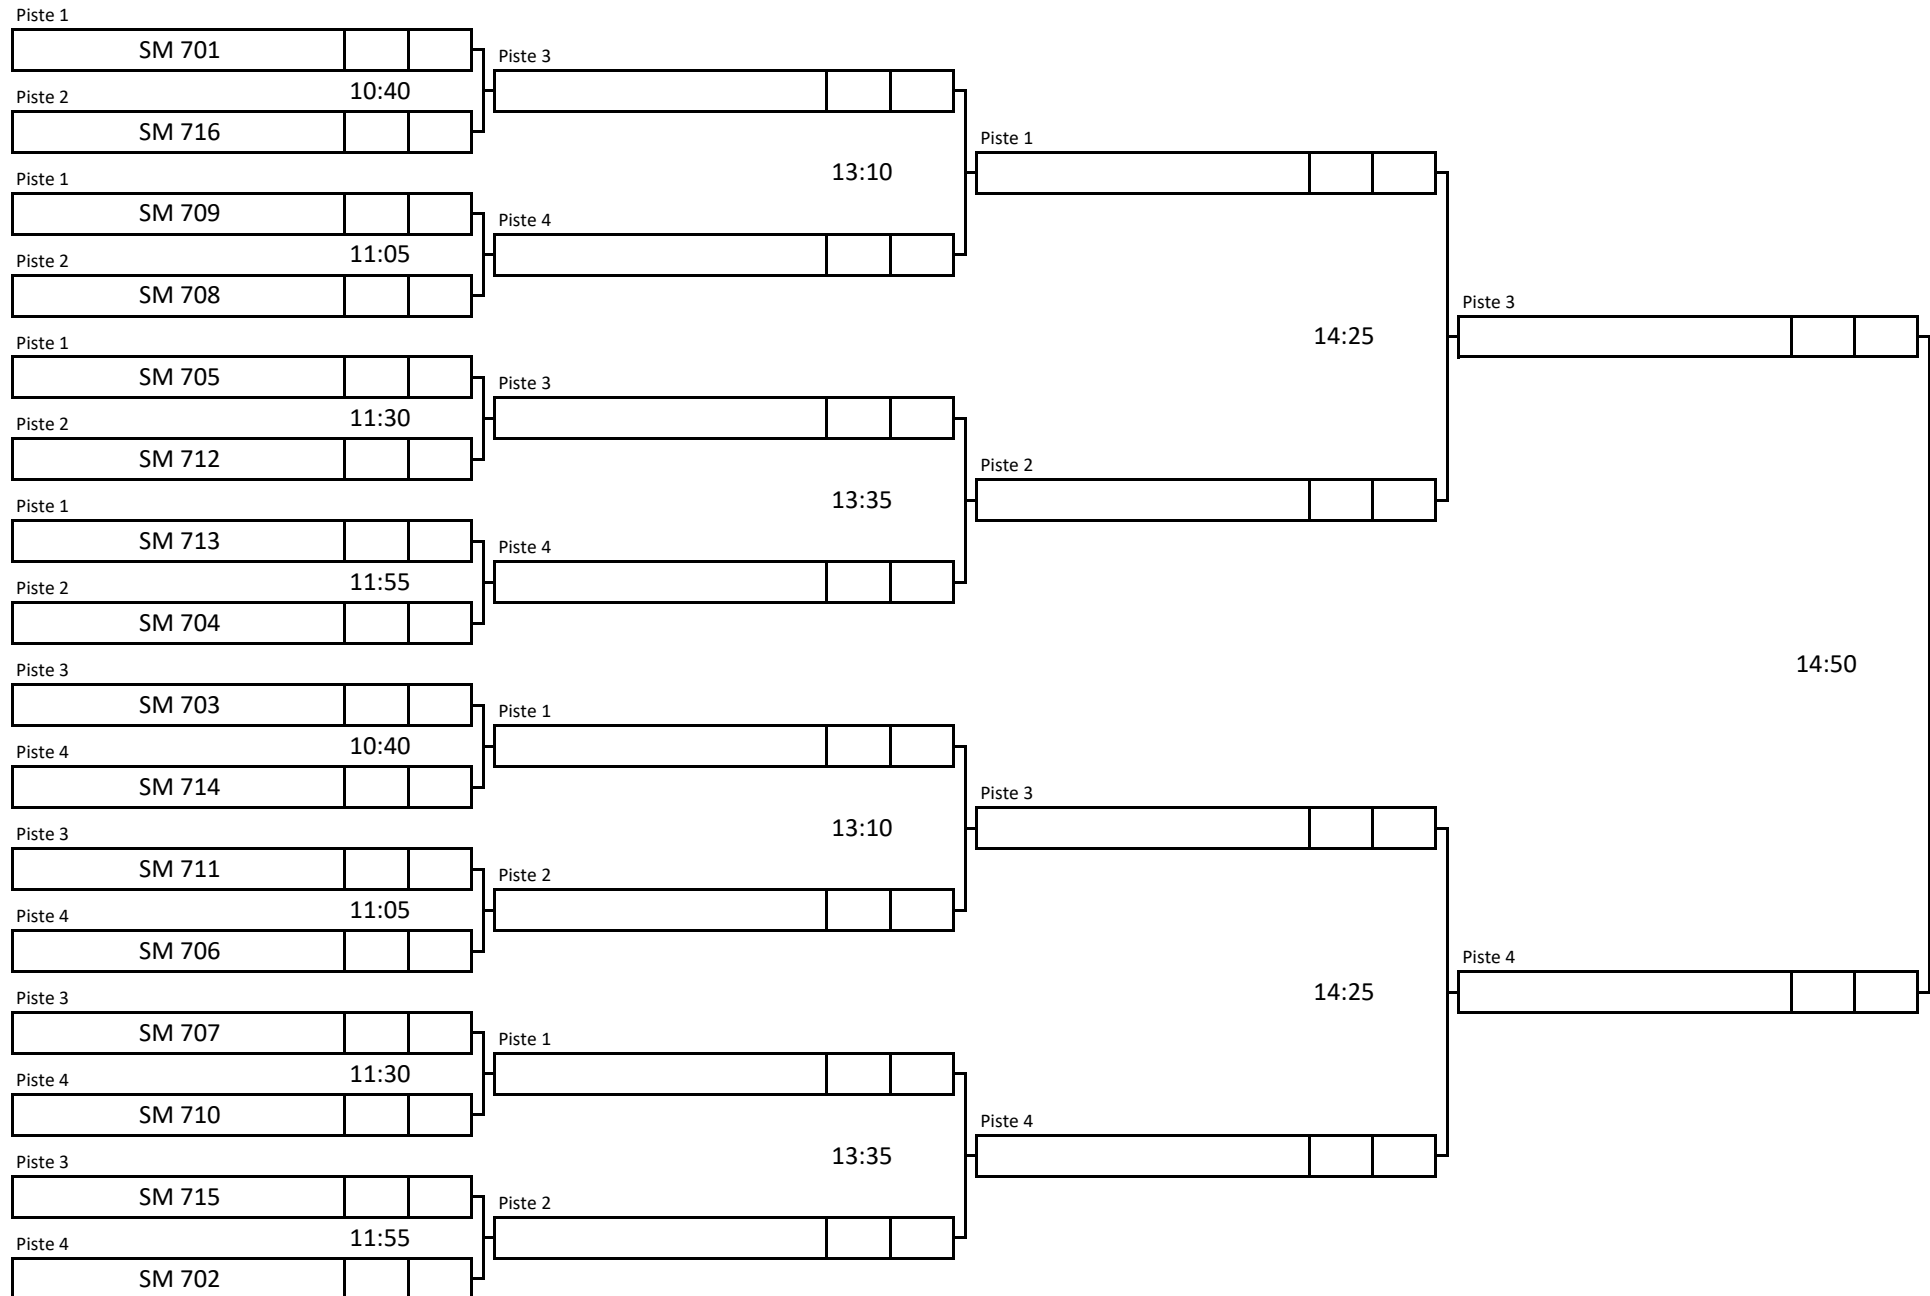 Piste 1
SM 701
Piste 3
10:40
Piste 2
SM 716
Piste 1
13:10
Piste 1
SM 709
Piste 4
11:05
Piste 2
SM 708
Piste 3
14:25
Piste 1
SM 705
Piste 3
11:30
Piste 2
SM 712
Piste 2
13:35
Piste 1
SM 713
Piste 4
11:55
Piste 2
SM 704
14:50
Piste 3
SM 703
Piste 1
10:40
Piste 4
SM 714
Piste 3
13:10
Piste 3
SM 711
Piste 2
11:05
Piste 4
SM 706
Piste 4
14:25
Piste 3
SM 707
Piste 1
11:30
Piste 4
SM 710
Piste 4
13:35
Piste 3
SM 715
Piste 2
11:55
Piste 4
SM 702